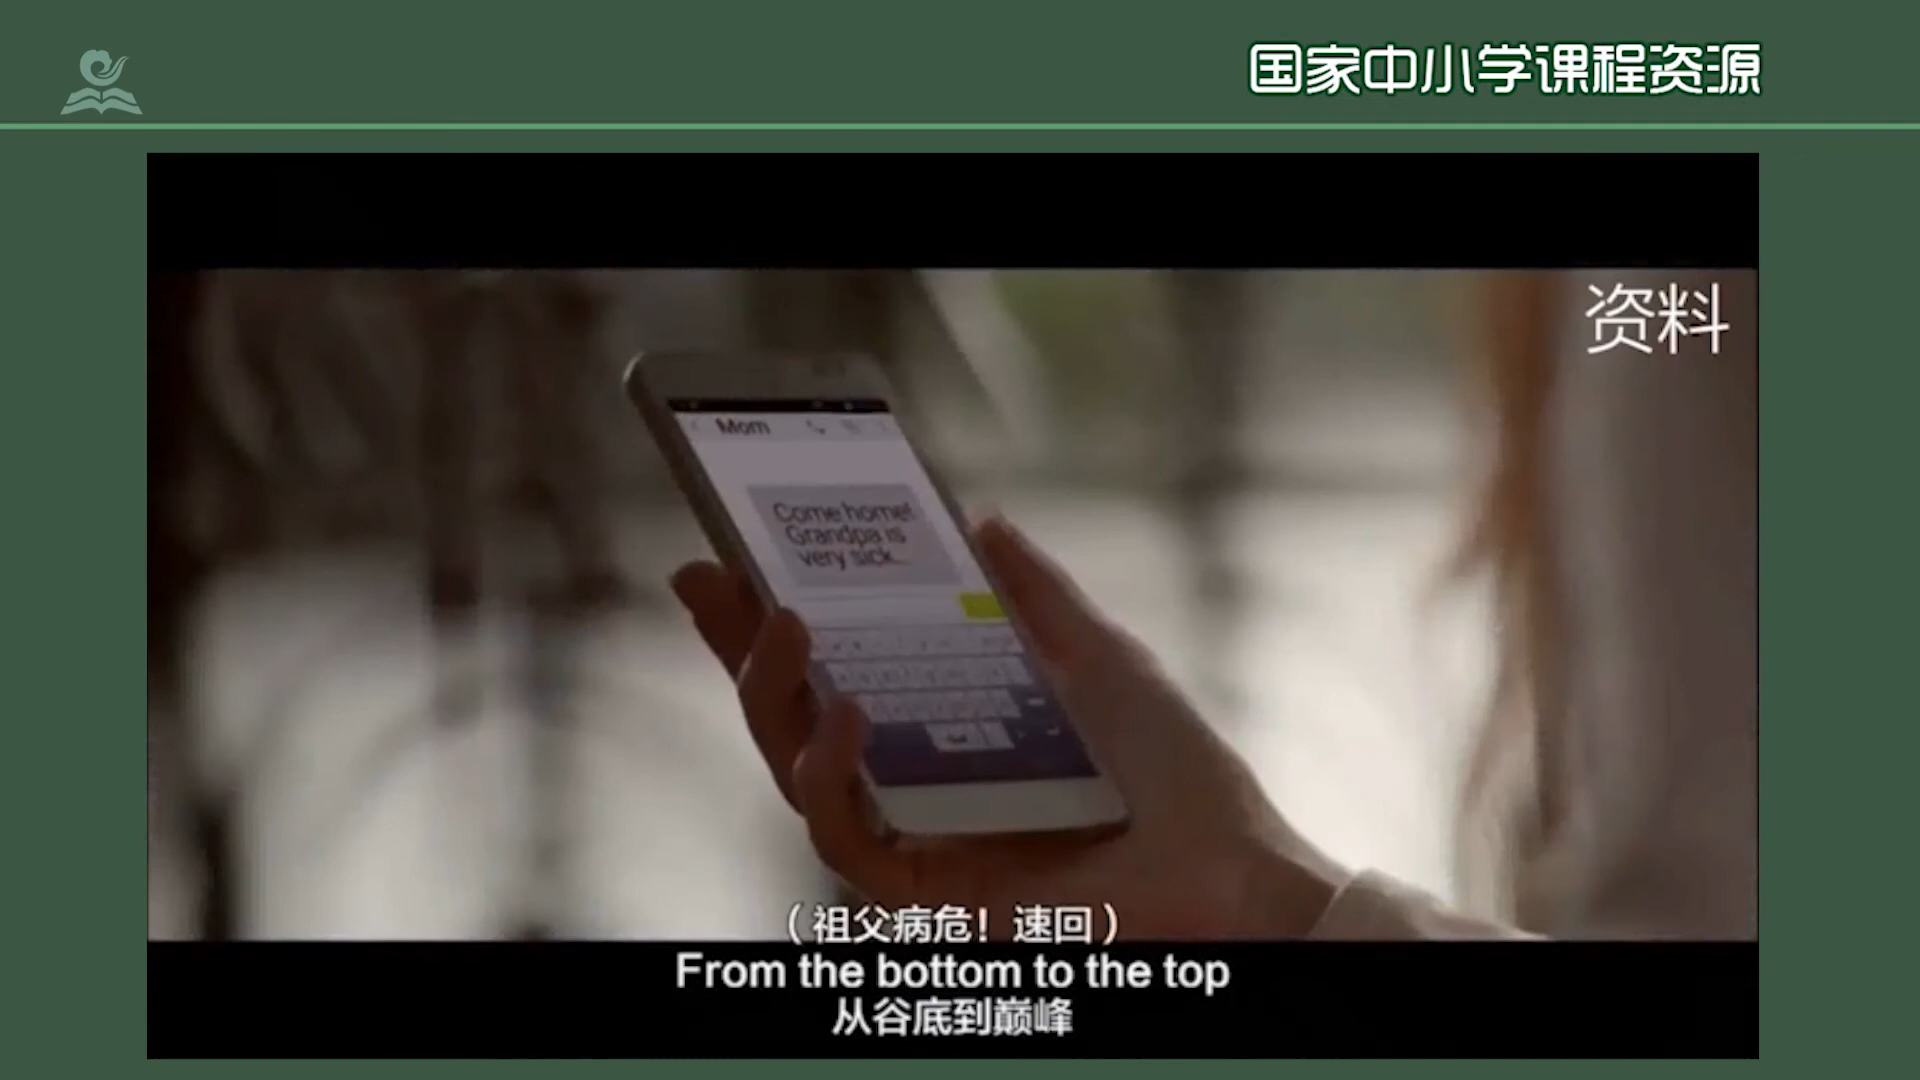 国家中小学课程资源
资料
Mom
Come home!
Grandpa is
very sick...
（祖父病危！速回）
From the bottom to the top
从谷底到巅峰